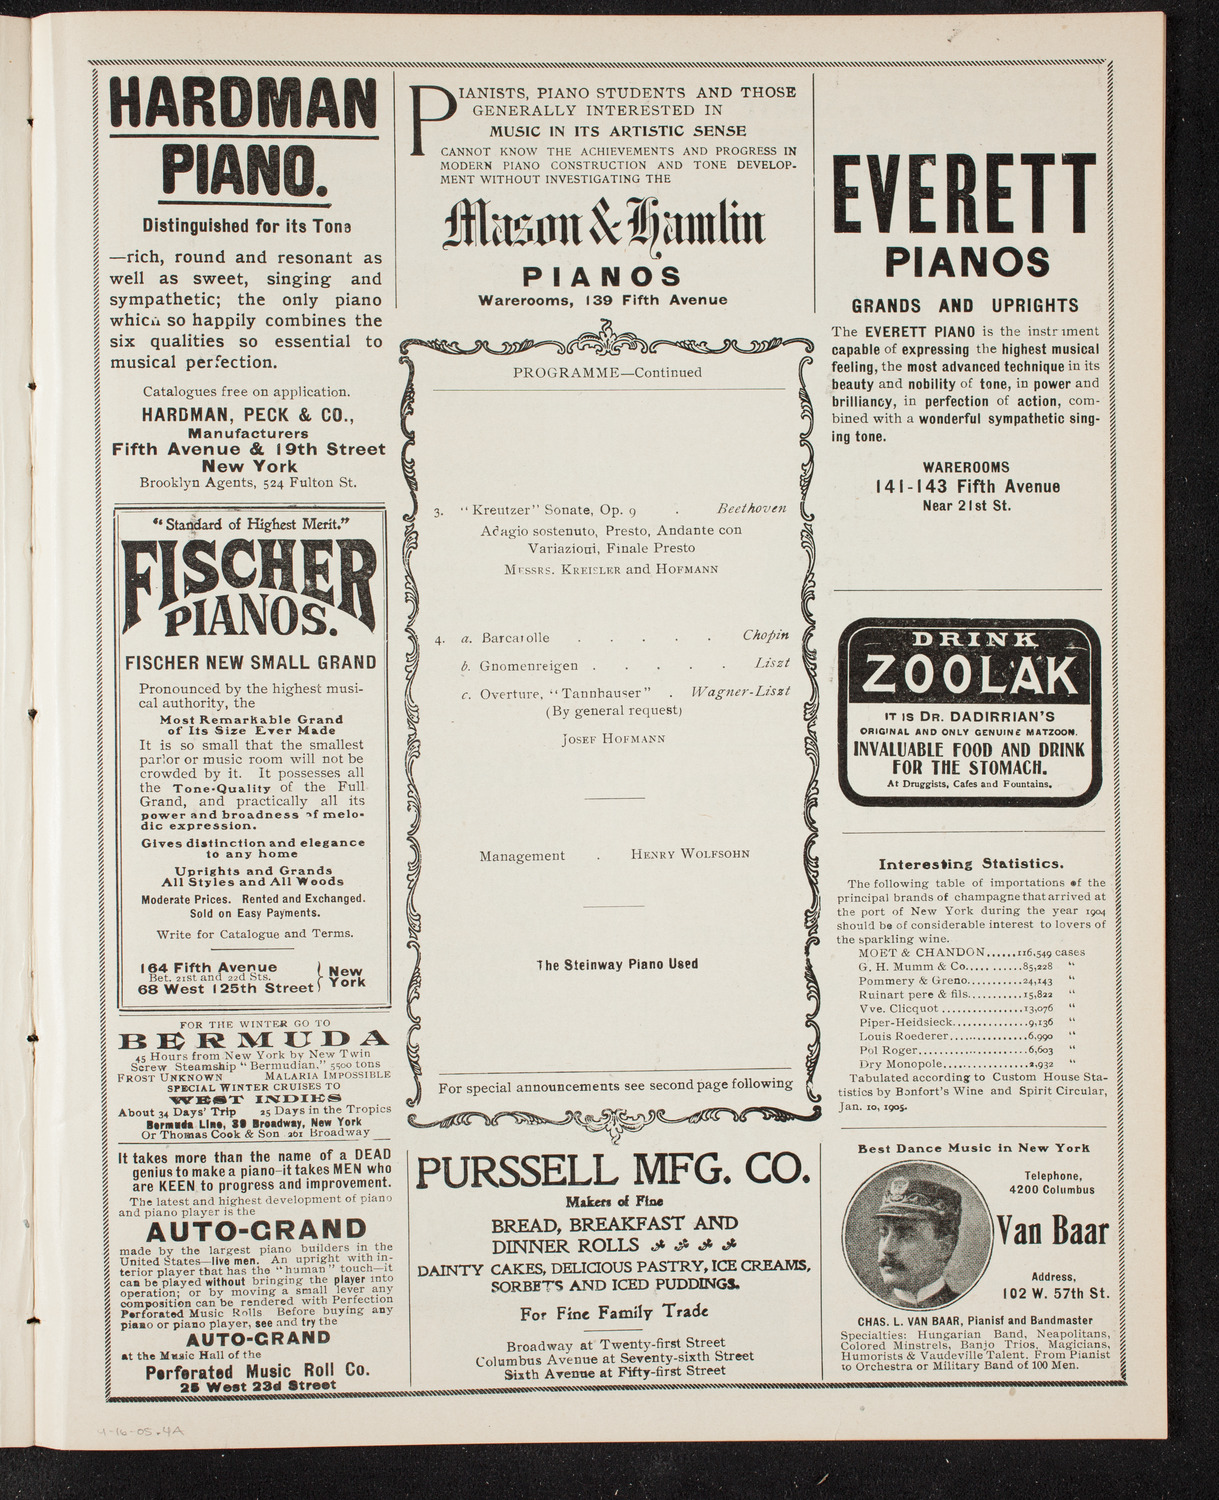 HARDMAN
PIANO.
Distinguished for its Tone
—rich, round and resonant as
well as sweet, singing and
sympathetic; the only piano
which so happily combines the
six qualities so essential to
musical perfection.
Catalogues free on application.
HARDMAN, PECK & CO.,
Manufacturers
Fifth Avenue & 19th Street
New York
Brooklyn Agents, 524 Fulton St.
"Standard of Highest Merit."
FISCHER
PIANOS.
FISCHER NEW SMALL GRAND
Pronounced by the highest musi-
cal authority, the
Most Remarkable Grand
of Its Size Ever Made
It is so small that the smallest
parlor or music room will not be
crowded by it. It possesses all
the Tone-Quality of the Full
Grand, and practically all its
power and broadness of melo-
dic expression.
Gives distinction and elegance
to any home
Uprights and Grands
All Styles and All Woods
Moderate Prices. Rented and Exchanged.
Sold on Easy Payments.
Write for Catalogue and Terms.
164 Fifth Avenue
Bet. 21st and 22d Sts.
68 West 125th Street
New
York
FOR THE WINTER GO TO
BERMUDA
45 Hours from New York by New Twin
Screw Steamship "Bermudian," 5500 tons
FROST UNKNOWN MALARIA IMPOSSIBLE
SPECIAL WINTER CRUISES TO
WEST INDIES
About 34 Days' Trip 25 Days in the Tropics
Bermuda Line, 39 Broadway, New York
Or Thomas Cook & Son 261 Broadway
It takes more than the name of a DEAD
genius to make a piano—it takes MEN who
are KEEN to progress and improvement.
The latest and highest development of piano
and piano player is the
AUTO-GRAND
made by the largest piano builders in the
United States—live men. An upright with in-
terior player that has the "human" touch—it
can be played without bringing the player into
operation; or by moving a small lever any
composition can be rendered with Perfection
Perforated Music Rolls Before buying any
piano or piano player, see and try the
AUTO-GRAND
at the Music Hall of the
Perforated Music Roll Co.
25 West 23d Street
PIANISTS, PIANO STUDENTS AND THOSE
GENERALLY INTERESTED IN
MUSIC IN ITS ARTISTIC SENSE
CANNOT KNOW THE ACHIEVEMENTS AND PROGRESS IN
MODERN PIANO CONSTRUCTION AND TONE DEVELOP-
MENT WITHOUT INVESTIGATING THE
Mason & Hamlin
PIANOS
Warerooms, 139 Fifth Avenue
PROGRAMME—Continued
3. "Kreutzer" Sonate, Op. 9 . Beethoven
Adagio sostenuto, Presto, Andante con
Variazioni, Finale Presto
MESSRS. KREISLER and HOFMANN
4. a. Barcarolle . . . . . Chopin
b. Gnomenreigen . . . . . Liszt
c. Overture, "Tannhauser" . Wagner-Liszt
(By general request)
JOSEF HOFMANN
Management . HENRY WOLFSOHN
The Steinway Piano Used
For special announcements see second page following
PURSSELL MFG. CO.
Makers of Fine
BREAD, BREAKFAST AND
DINNER ROLLS
DAINTY CAKES, DELICIOUS PASTRY, ICE CREAMS,
SORBETS AND ICED PUDDINGS.
For Fine Family Trade
Broadway at Twenty-first Street
Columbus Avenue at Seventy-sixth Street
Sixth Avenue at Fifty-first Street
EVERETT
PIANOS
GRANDS AND UPRIGHTS
The EVERETT PIANO is the instrument
capable of expressing the highest musical
feeling, the most advanced technique in its
beauty and nobility of tone, in power and
brilliancy, in perfection of action, com-
bined with a wonderful sympathetic sing-
ing tone.
WAREROOMS
141-143 Fifth Avenue
Near 21st St.
DRINK
ZOOLAK
IT IS DR. DADIRRIAN'S
ORIGINAL AND ONLY GENUINE MATZOON.
INVALUABLE FOOD AND DRINK
FOR THE STOMACH.
At Druggists, Cafes and Fountains.
Interesting Statistics.
The following table of importations of the
principal brands of champagne that arrived at
the port of New York during the year 1904
should be of considerable interest to lovers of
the sparkling wine.
MOET & CHANDON......116,549 cases
G. H. Mumm & Co...........85,228 "
Pommery & Greno..........24,143 "
Ruinart pere & fils..........15,822 "
Vve. Clicquot ...............13,076 "
Piper-Heidsieck.............9,136 "
Louis Roederer..............6,990 "
Pol Roger....................6,603 "
Dry Monopole................2,932 "
Tabulated according to Custom House Sta-
tistics by Bonfort's Wine and Spirit Circular,
Jan. 10, 1905.
Best Dance Music in New York
Telephone,
4200 Columbus
Van Baar
Address,
102 W. 57th St.
CHAS. L. VAN BAAR, Pianist and Bandmaster
Specialties: Hungarian Band, Neapolitans,
Colored Minstrels, Banjo Trios, Magicians,
Humorists & Vaudeville Talent. From Pianist
to Orchestra or Military Band of 100 Men.
4-16-05.4A